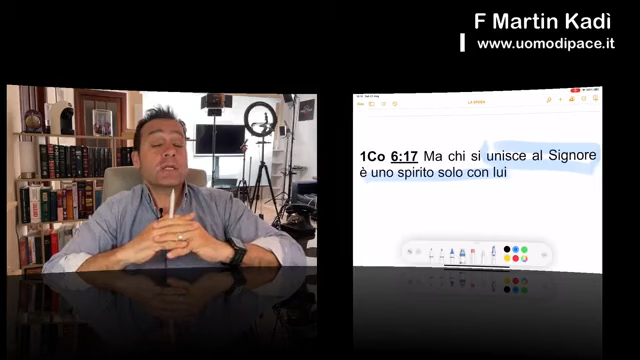 F Martin Kadì
www.uomodipace.it
LA SFIDA
1Co 6:17 Ma chi si unisce al Signore
è uno spirito solo con lui